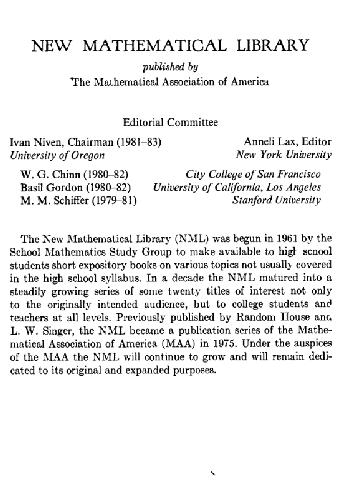 NEW MATHEMATICAL LIBRARY
published by
The Mathematical Association of America
Editorial Committee
Ivan Niven, Chairman (1981–83) Anneli Lax, Editor
University of Oregon New York University
W. G. Chinn (1980–82) City College of San Francisco
Basil Gordon (1980–82) University of California, Los Angeles
M. M. Schiffer (1979–81) Stanford University
The New Mathematical Library (NML) was begun in 1961 by the
School Mathematics Study Group to make available to high school
students short expository books on various topics not usually covered
in the high school syllabus. In a decade the NML matured into a
steadily growing series of some twenty titles of interest not only
to the originally intended audience, but to college students and
teachers at all levels. Previously published by Random House and
L. W. Singer, the NML became a publication series of the Mathe-
matical Association of America (MAA) in 1975. Under the auspices
of the MAA the NML will continue to grow and will remain dedi-
cated to its original and expanded purposes.